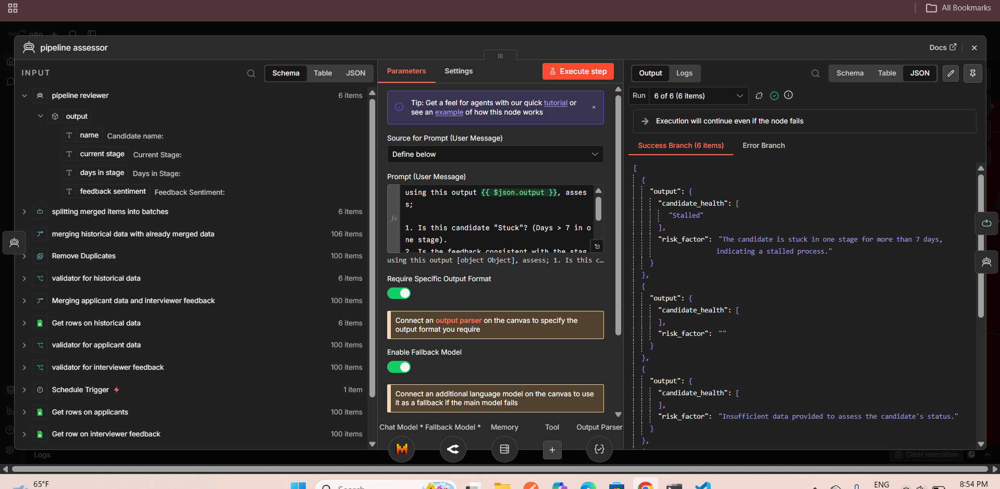 All Bookmarks
n8n
pipeline assessor
Docs
INPUT
Schema
Table
JSON
pipeline reviewer
6 items
output
name
Candidate name:
current stage
Current Stage:
days in stage
Days in Stage:
feedback sentiment
Feedback Sentiment:
splitting merged items into batches
6 items
merging historical data with already merged data
106 items
Remove Duplicates
100 items
validator for historical data
6 items
Merging applicant data and interviewer feedback
100 items
Get rows on historical data
6 items
validator for applicant data
100 items
validator for interviewer feedback
100 items
Schedule Trigger
1 item
Get rows on applicants
100 items
Get row on interviewer feedback
100 items
Parameters
Settings
Execute step
Tip: Get a feel for agents with our quick tutorial or
see an example of how this node works
Source for Prompt (User Message)
Define below
Prompt (User Message)
fx
using this output {{ $json.output }}, asses
s;
1. Is this candidate "Stuck"? (Days > 7 in o
ne stage).
2. Is the feedback consistent with the stag
using this output [object Object], assess; 1. Is this c…
Require Specific Output Format
Connect an output parser on the canvas to specify the
output format you require
Enable Fallback Model
Connect an additional language model on the canvas to use
it as a fallback if the main model fails
Chat Model *
Fallback Model *
Memory
Tool
Output Parser
Output
Logs
Schema
Table
JSON
Run
6 of 6 (6 items)
Execution will continue even if the node fails
Success Branch (6 items)
Error Branch
[
{
"output": {
"candidate_health": [
"Stalled"
],
"risk_factor": "The candidate is stuck in one stage for more than 7 days,
indicating a stalled process."
}
},
{
"output": {
"candidate_health": [
],
"risk_factor": ""
}
},
{
"output": {
"candidate_health": [
],
"risk_factor": "Insufficient data provided to assess the candidate's status."
}
},
Logs
Clear execution
65°F
Search
ENG
8:54 PM